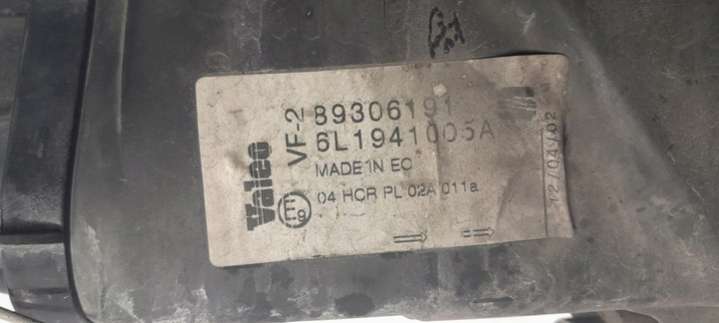 Valeo
VF-2
89306191
6L1941005A
MADE IN EC
E9
04 HCR PL 02A 011a
12/04/02